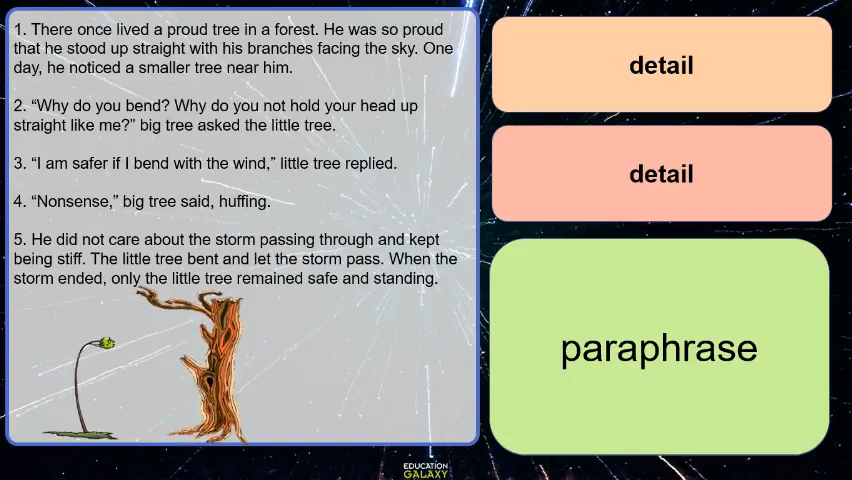 1. There once lived a proud tree in a forest. He was so proud
that he stood up straight with his branches facing the sky. One
day, he noticed a smaller tree near him.
2. “Why do you bend? Why do you not hold your head up
straight like me?” big tree asked the little tree.
3. “I am safer if I bend with the wind,” little tree replied.
4. “Nonsense,” big tree said, huffing.
5. He did not care about the storm passing through and kept
being stiff. The little tree bent and let the storm pass. When the
storm ended, only the little tree remained safe and standing.
detail
detail
paraphrase
EDUCATION
GALAXY